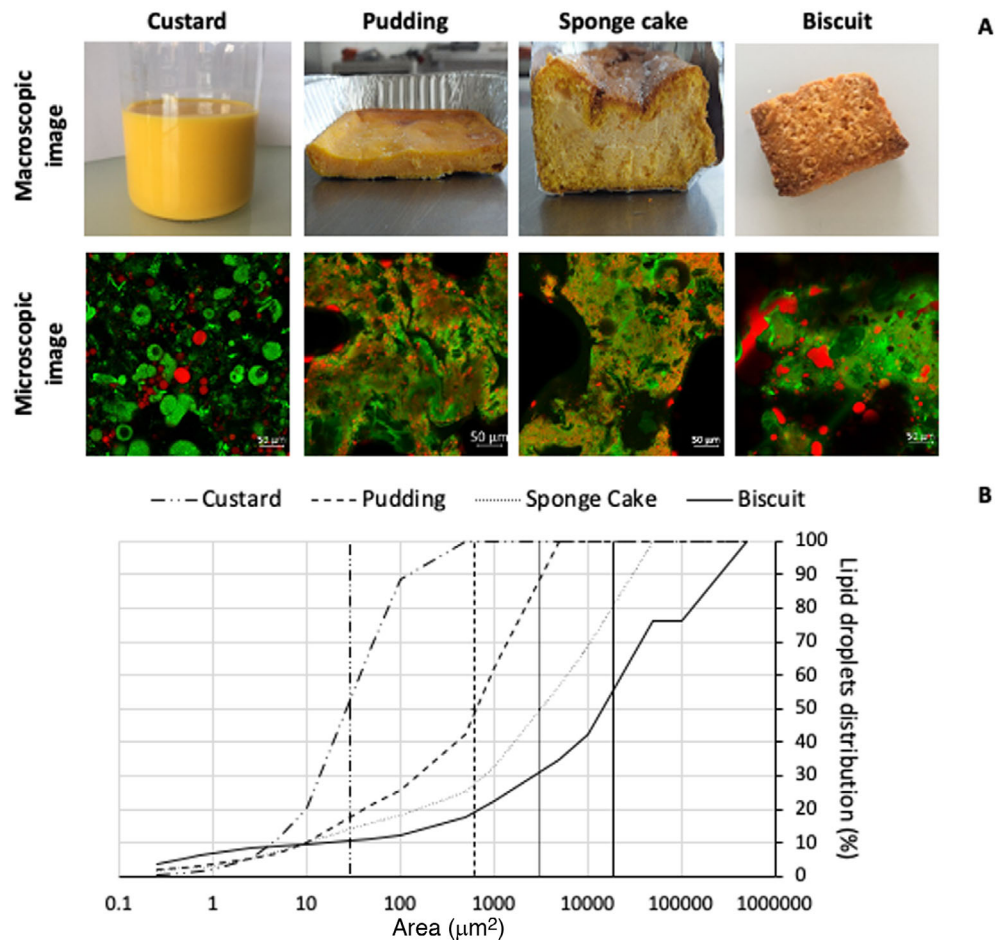 Custard Pudding Sponge cake Biscuit A
Macroscopic
image
Microscopic
image
50 µm 50 µm 50 µm 50 µm
Custard Pudding Sponge Cake Biscuit B
100
90
80
70
60
50
40
30
20
10
0
Lipid droplets distribution (%)
0.1 1 10 100 1000 10000 100000 1000000
Area (µm²)